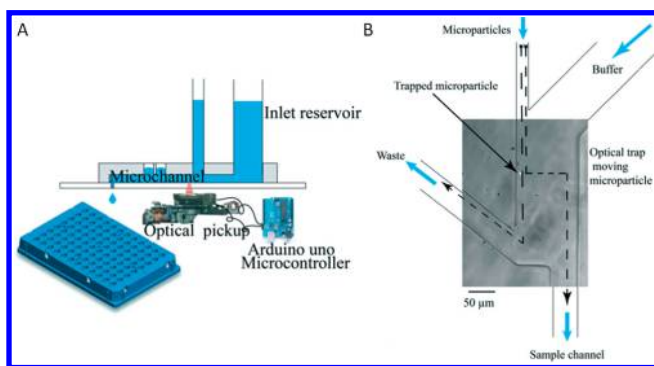 A
Inlet reservoir
Microchannel
Optical pickup
Arduino uno
Microcontroller
B
Microparticles
Buffer
Trapped microparticle
Waste
Optical trap
moving
microparticle
50 µm
Sample channel